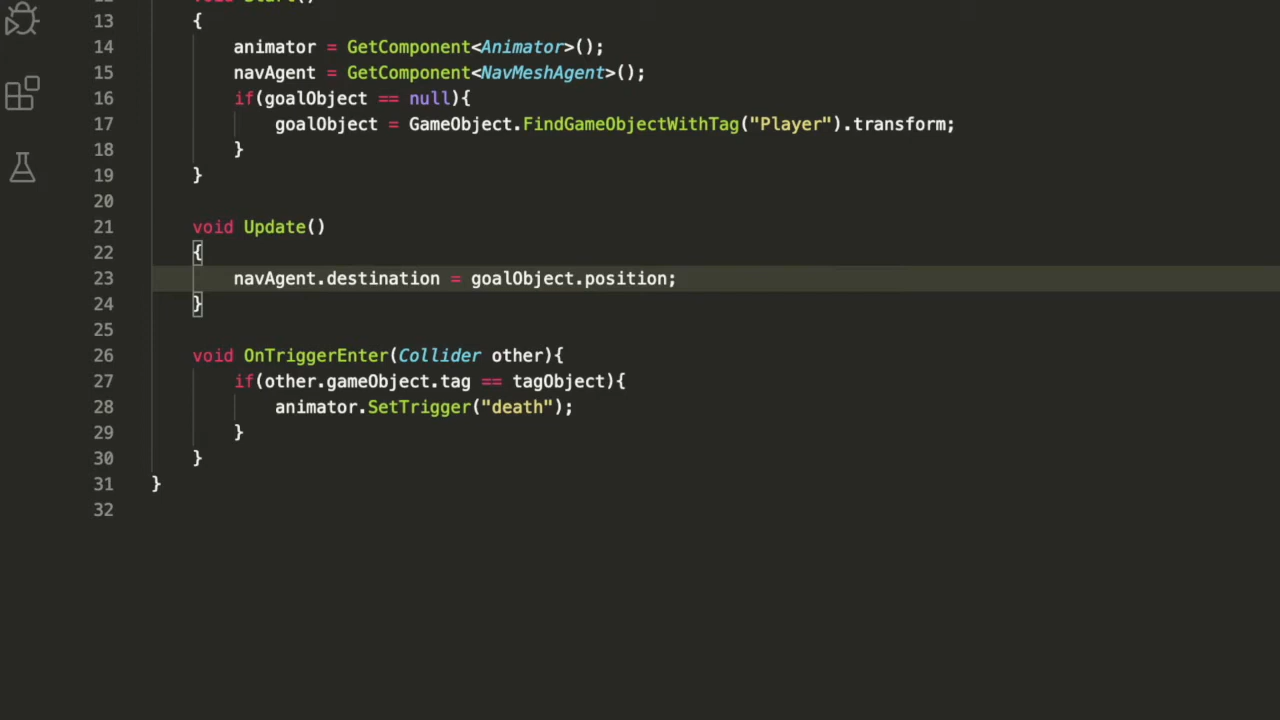 13 {
14 animator = GetComponent<Animator>();
15 navAgent = GetComponent<NavMeshAgent>();
16 if(goalObject == null){
17 goalObject = GameObject.FindGameObjectWithTag("Player").transform;
18 }
19 }
20
21 void Update()
22 {
23 navAgent.destination = goalObject.position;
24 }
25
26 void OnTriggerEnter(Collider other){
27 if(other.gameObject.tag == tagObject){
28 animator.SetTrigger("death");
29 }
30 }
31 }
32